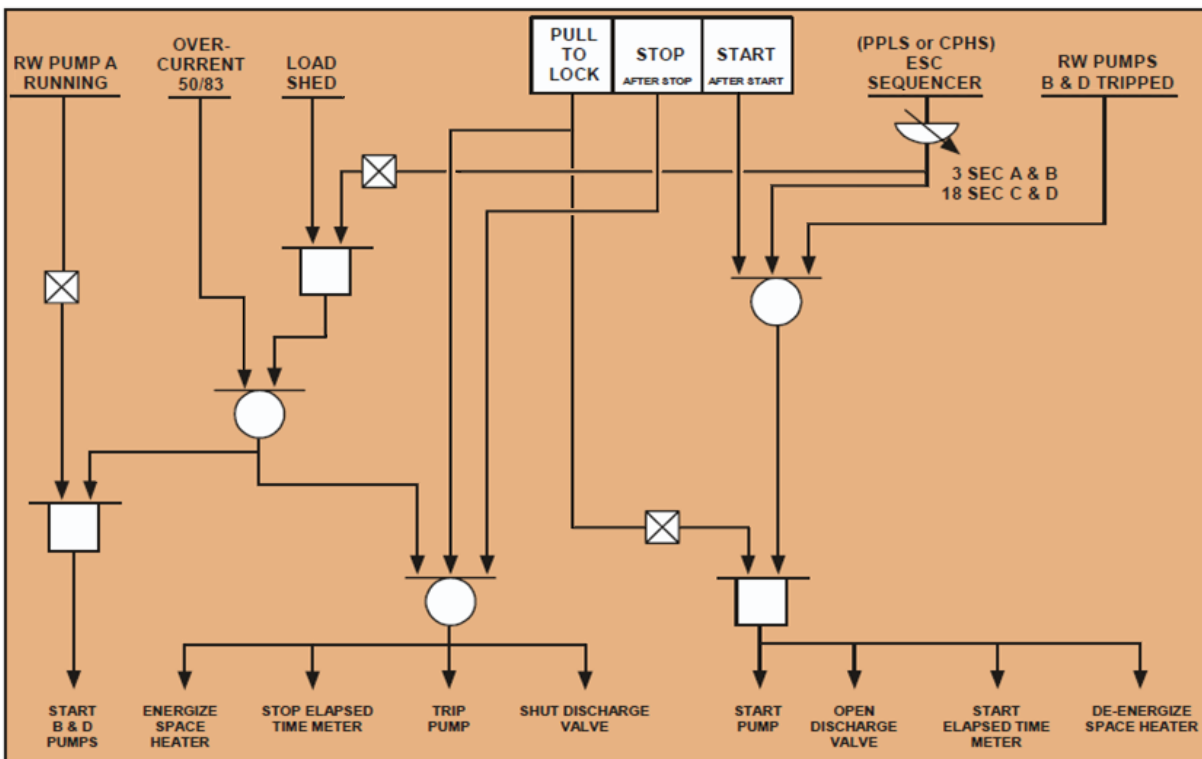 RW PUMP A
RUNNING
OVER-
CURRENT
50/83
LOAD
SHED
PULL
TO
LOCK
STOP
AFTER STOP
START
AFTER START
(PPLS or CPHS)
ESC
SEQUENCER
RW PUMPS
B & D TRIPPED
3 SEC A & B
18 SEC C & D
START
B & D
PUMPS
ENERGIZE
SPACE
HEATER
STOP ELAPSED
TIME METER
TRIP
PUMP
SHUT DISCHARGE
VALVE
START
PUMP
OPEN
DISCHARGE
VALVE
START
ELAPSED TIME
METER
DE-ENERGIZE
SPACE HEATER